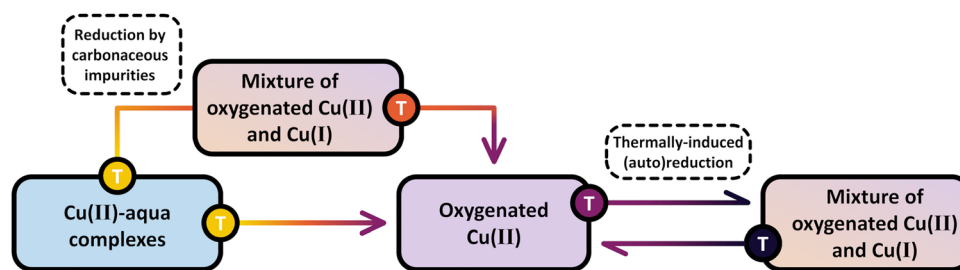 Reduction by
carbonaceous
impurities
Mixture of
oxygenated Cu(II)
and Cu(I)
T
T
Cu(II)-aqua
complexes
T
Oxygenated
Cu(II)
T
Thermally-induced
(auto)reduction
Mixture of
oxygenated Cu(II)
and Cu(I)
T